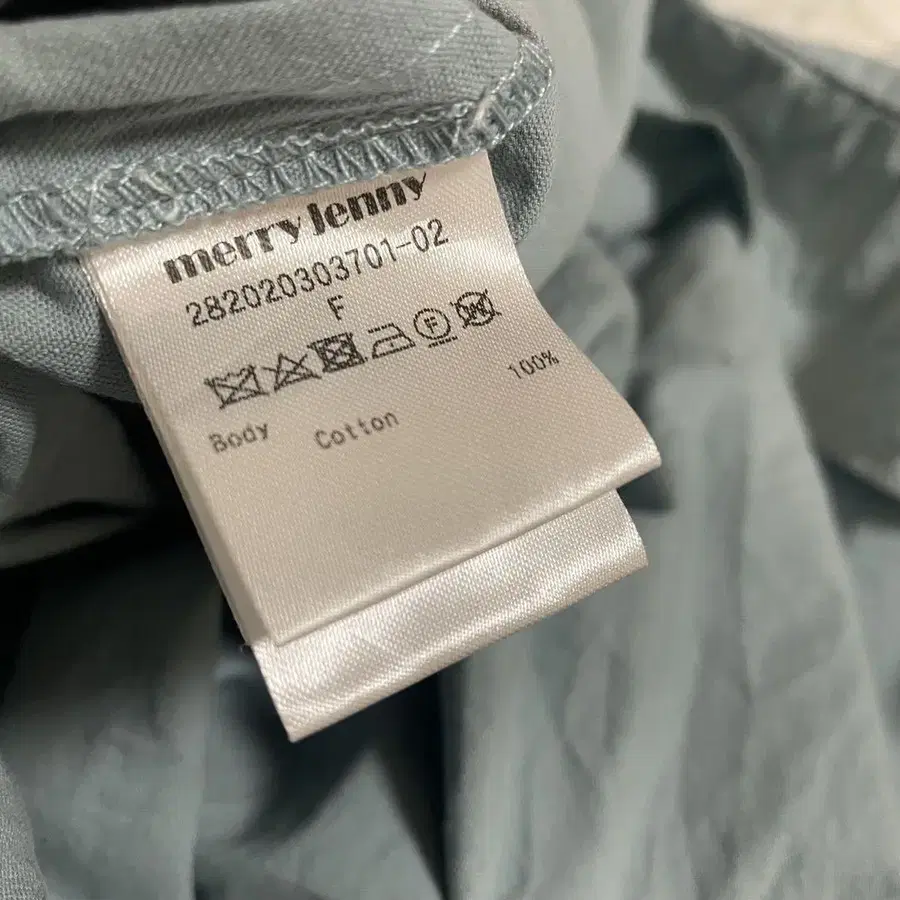 merry jenny
282020303701-02
F
F W
Body Cotton 100%